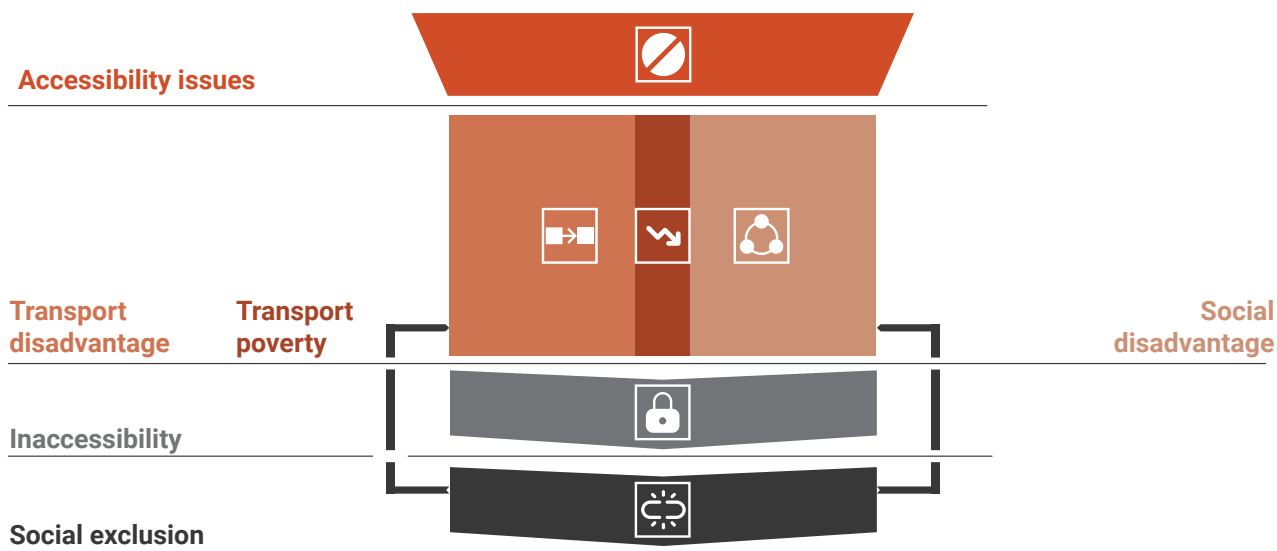 Accessibility issues
Transport
disadvantage
Transport
poverty
Social
disadvantage
Inaccessibility
Social exclusion